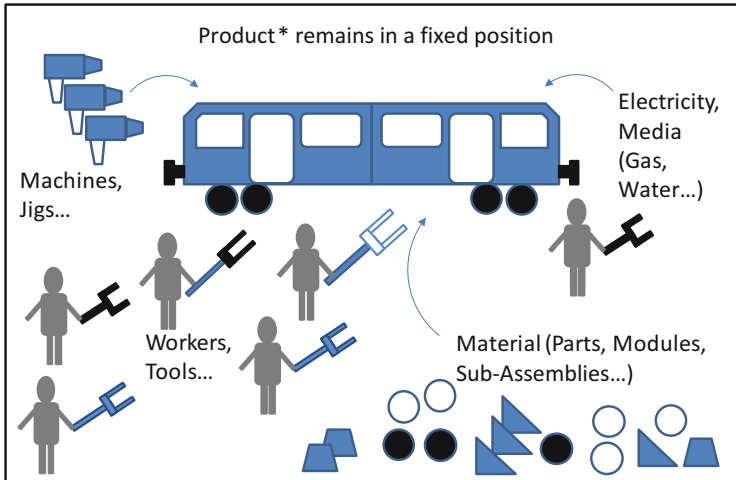 Product* remains in a fixed position
Electricity,
Media
(Gas,
Water...)
Machines,
Jigs...
Workers,
Tools...
Material (Parts, Modules,
Sub-Assemblies...)